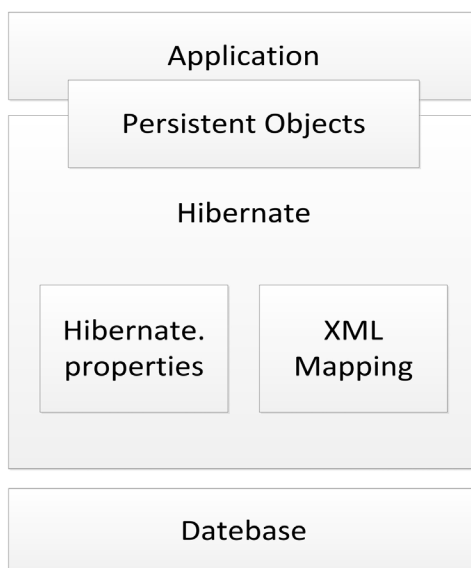 Application
Persistent Objects
Hibernate
Hibernate.
properties
XML
Mapping
Datebase